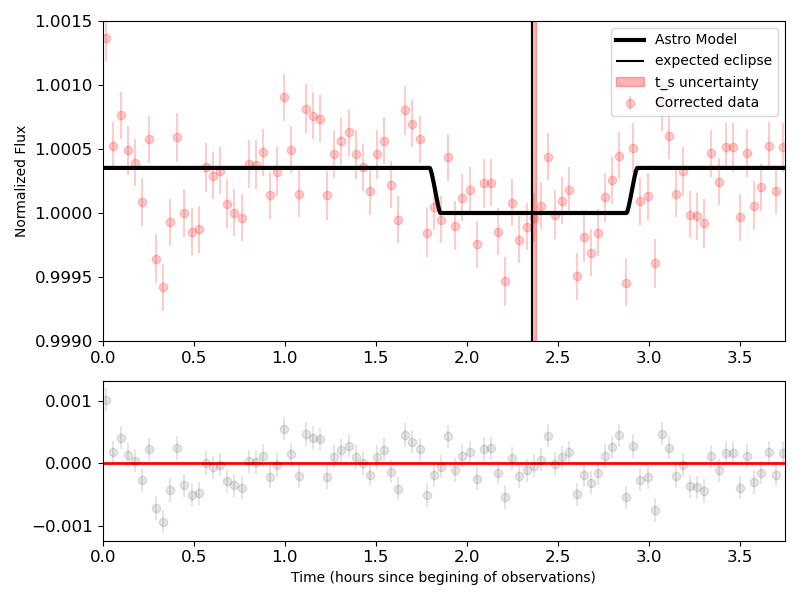 1.0015
1.0010
1.0005
1.0000
0.9995
0.9990
Normalized Flux
Astro Model
expected eclipse
t_s uncertainty
Corrected data
0.0 0.5 1.0 1.5 2.0 2.5 3.0 3.5
0.001
0.000
−0.001
0.0 0.5 1.0 1.5 2.0 2.5 3.0 3.5
Time (hours since begining of observations)